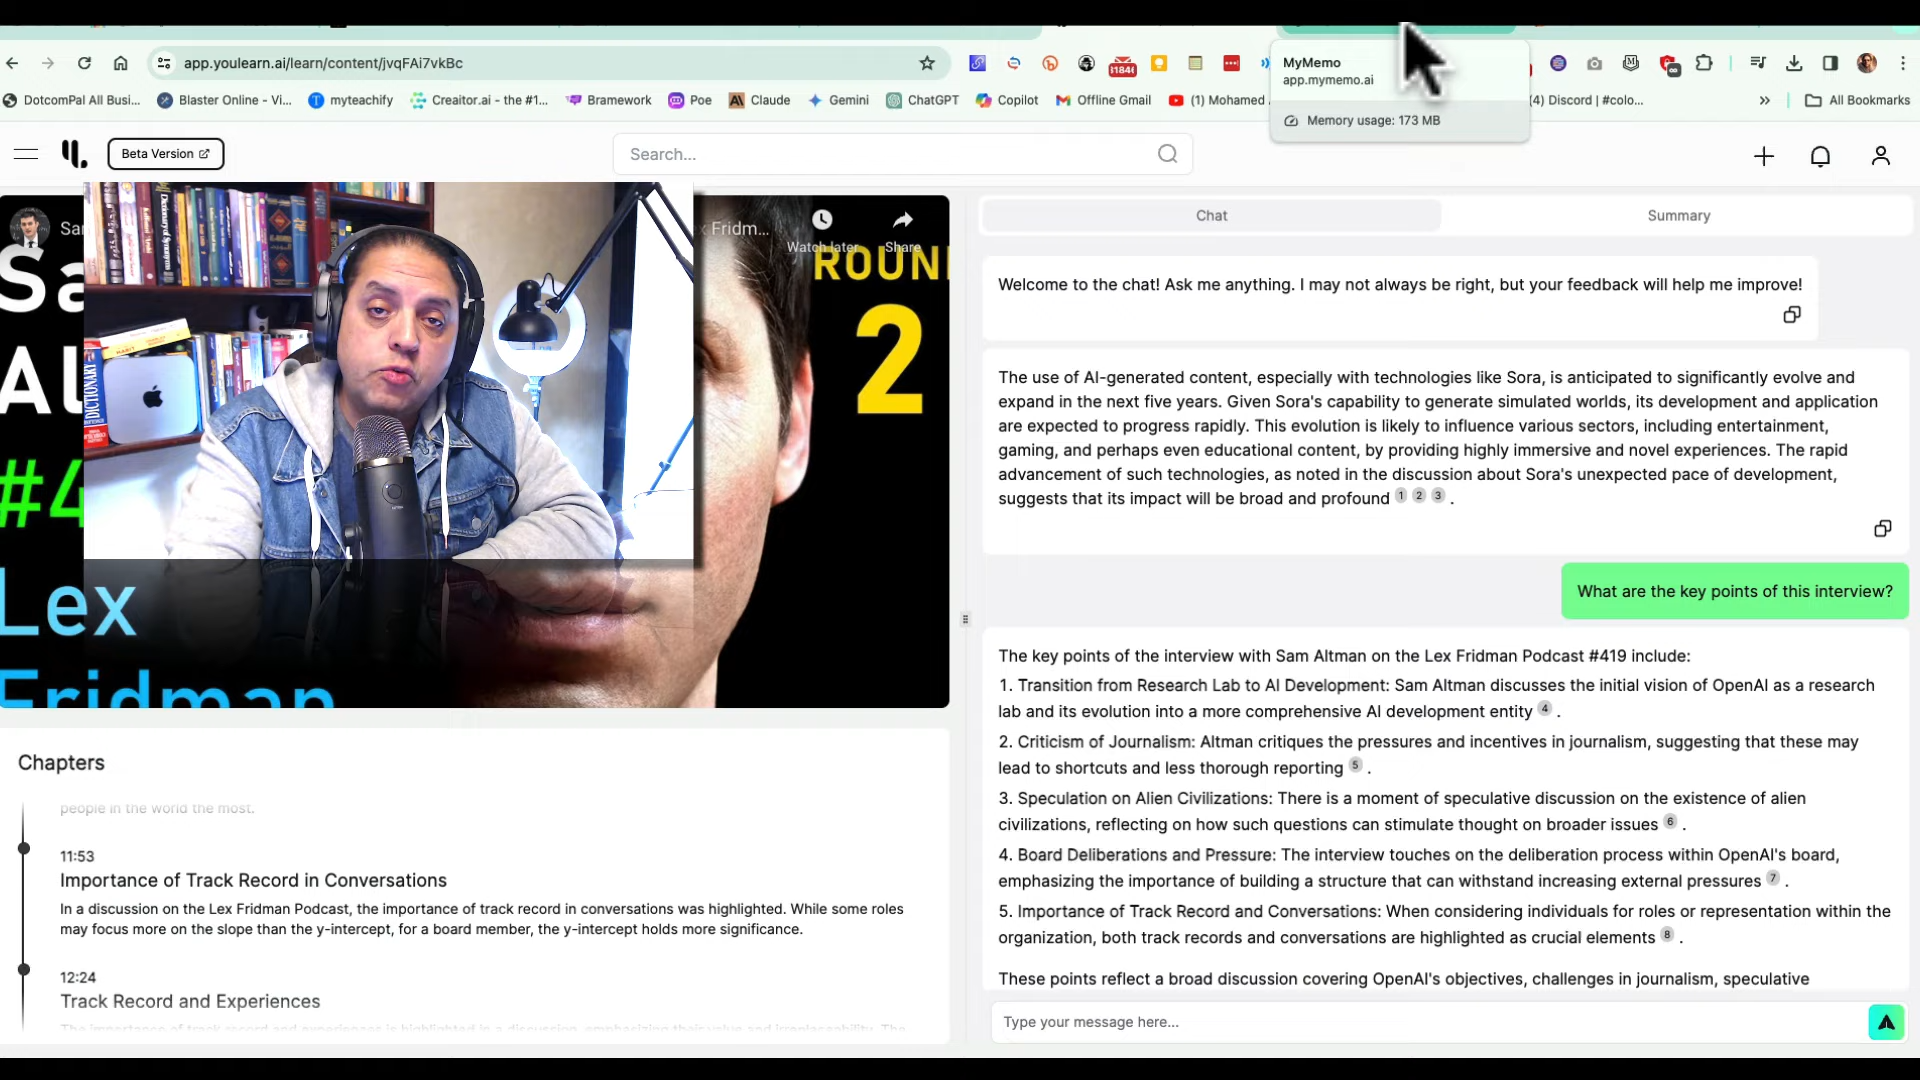 app.youlearn.ai/learn/content/jvqFAi7vkBc
1184
MyMemo
app.mymemo.ai
Memory usage: 173 MB
DotcomPal All Busi...
Blaster Online - Vi...
myteachify
Creaitor.ai - the #1...
Bramework
Poe
Claude
Gemini
ChatGPT
Copilot
Offline Gmail
(1) Mohamed
(4) Discord | #colo...
All Bookmarks
Beta Version
Search...
x Fridm...
Watch later
Share
ROUN
2
#4
Lex
Fridman
DICTIONARY
Chapters
people in the world the most.
11:53
Importance of Track Record in Conversations
In a discussion on the Lex Fridman Podcast, the importance of track record in conversations was highlighted. While some roles
may focus more on the slope than the y-intercept, for a board member, the y-intercept holds more significance.
12:24
Track Record and Experiences
Chat
Summary
Welcome to the chat! Ask me anything. I may not always be right, but your feedback will help me improve!
The use of AI-generated content, especially with technologies like Sora, is anticipated to significantly evolve and
expand in the next five years. Given Sora's capability to generate simulated worlds, its development and application
are expected to progress rapidly. This evolution is likely to influence various sectors, including entertainment,
gaming, and perhaps even educational content, by providing highly immersive and novel experiences. The rapid
advancement of such technologies, as noted in the discussion about Sora's unexpected pace of development,
suggests that its impact will be broad and profound 1 2 3 .
What are the key points of this interview?
The key points of the interview with Sam Altman on the Lex Fridman Podcast #419 include:
1. Transition from Research Lab to AI Development: Sam Altman discusses the initial vision of OpenAI as a research
lab and its evolution into a more comprehensive AI development entity 4 .
2. Criticism of Journalism: Altman critiques the pressures and incentives in journalism, suggesting that these may
lead to shortcuts and less thorough reporting 5 .
3. Speculation on Alien Civilizations: There is a moment of speculative discussion on the existence of alien
civilizations, reflecting on how such questions can stimulate thought on broader issues 6 .
4. Board Deliberations and Pressure: The interview touches on the deliberation process within OpenAI's board,
emphasizing the importance of building a structure that can withstand increasing external pressures 7 .
5. Importance of Track Record and Conversations: When considering individuals for roles or representation within the
organization, both track records and conversations are highlighted as crucial elements 8 .
These points reflect a broad discussion covering OpenAI's objectives, challenges in journalism, speculative
Type your message here...